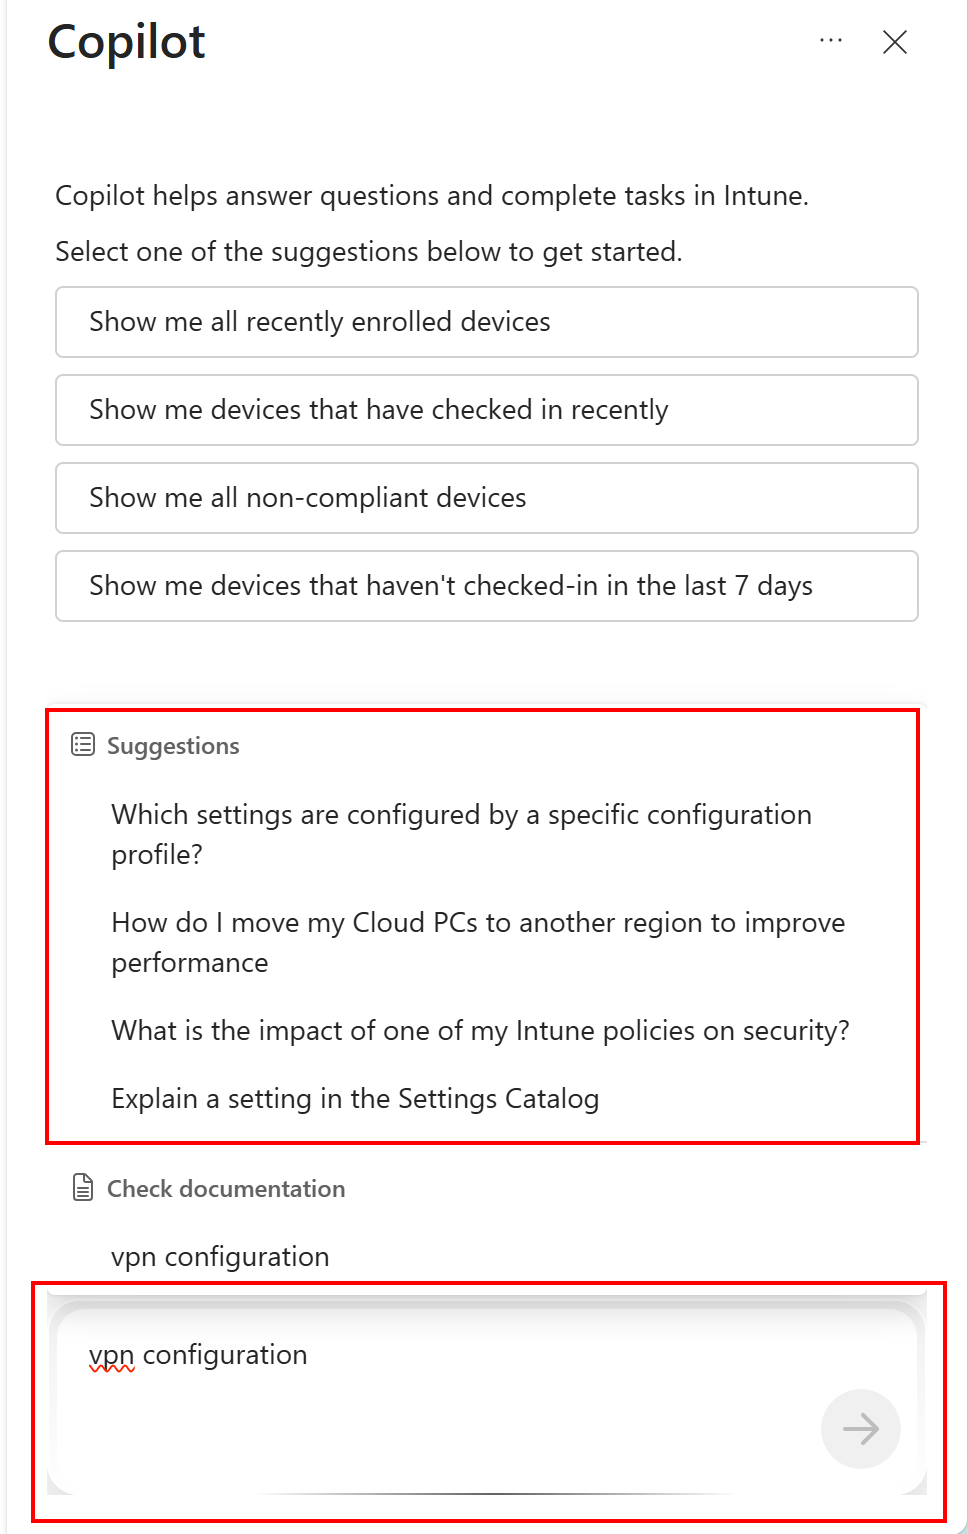 Copilot
Copilot helps answer questions and complete tasks in Intune.
Select one of the suggestions below to get started.
Show me all recently enrolled devices
Show me devices that have checked in recently
Show me all non-compliant devices
Show me devices that haven't checked-in in the last 7 days
Suggestions
Which settings are configured by a specific configuration
profile?
How do I move my Cloud PCs to another region to improve
performance
What is the impact of one of my Intune policies on security?
Explain a setting in the Settings Catalog
Check documentation
vpn configuration
vpn configuration